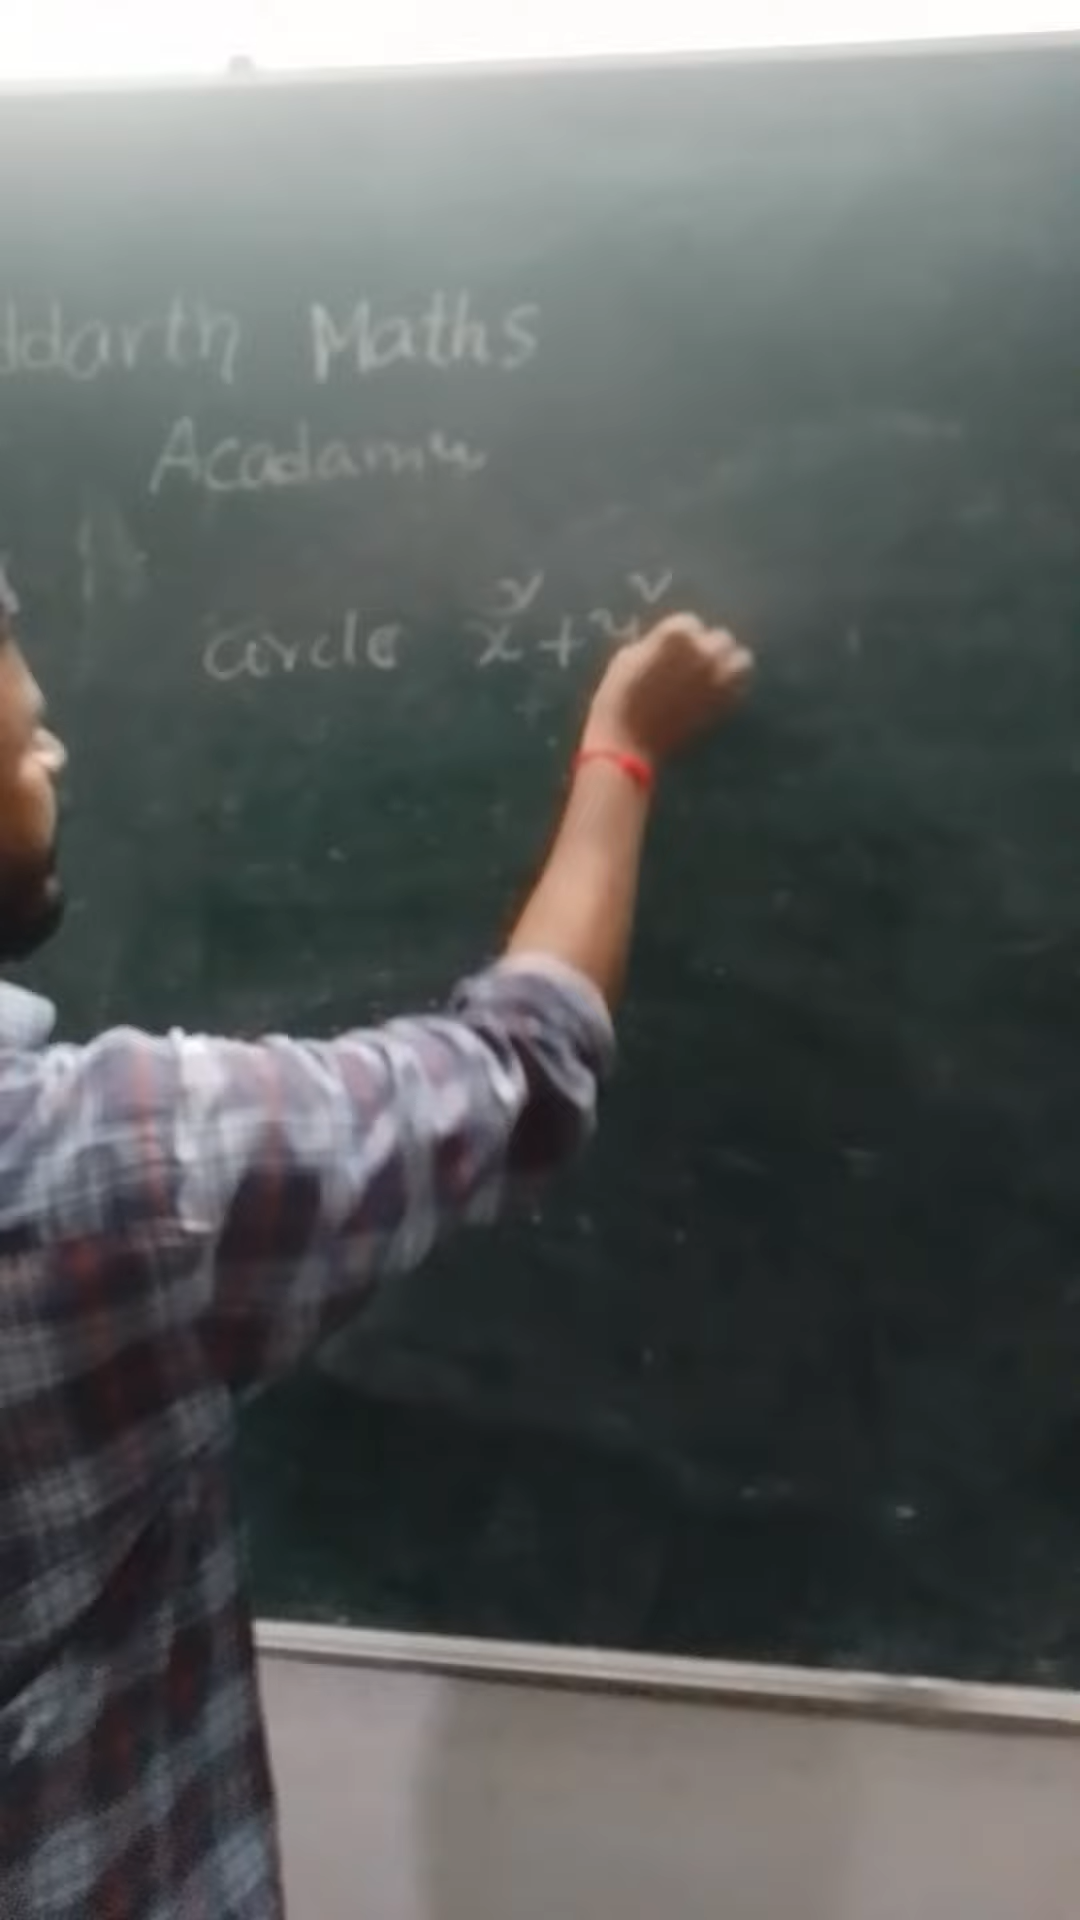 ddarth Maths
Acadamy
circle x² + y²